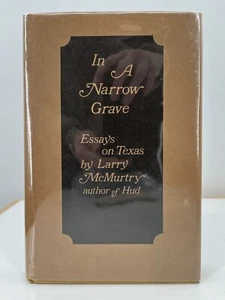 In
A
Narrow
Grave
Essays
on Texas
by Larry
McMurtry
author of Hud